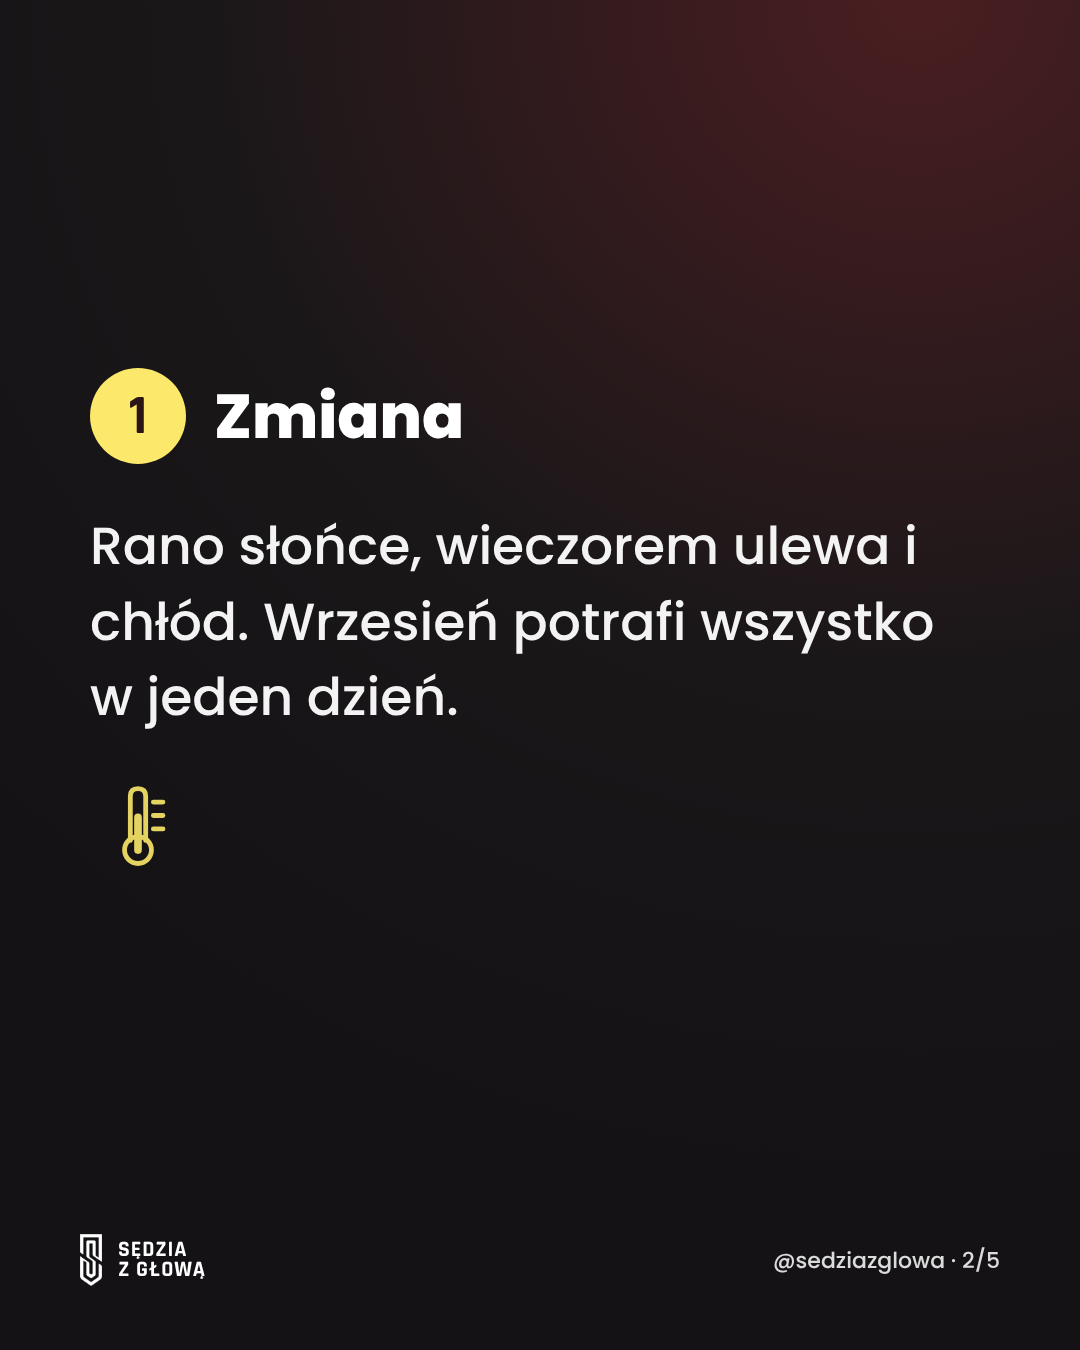 1 Zmiana
Rano słońce, wieczorem ulewa i
chłód. Wrzesień potrafi wszystko
w jeden dzień.
SĘDZIA
Z GŁOWĄ
@sedziazglowa · 2/5